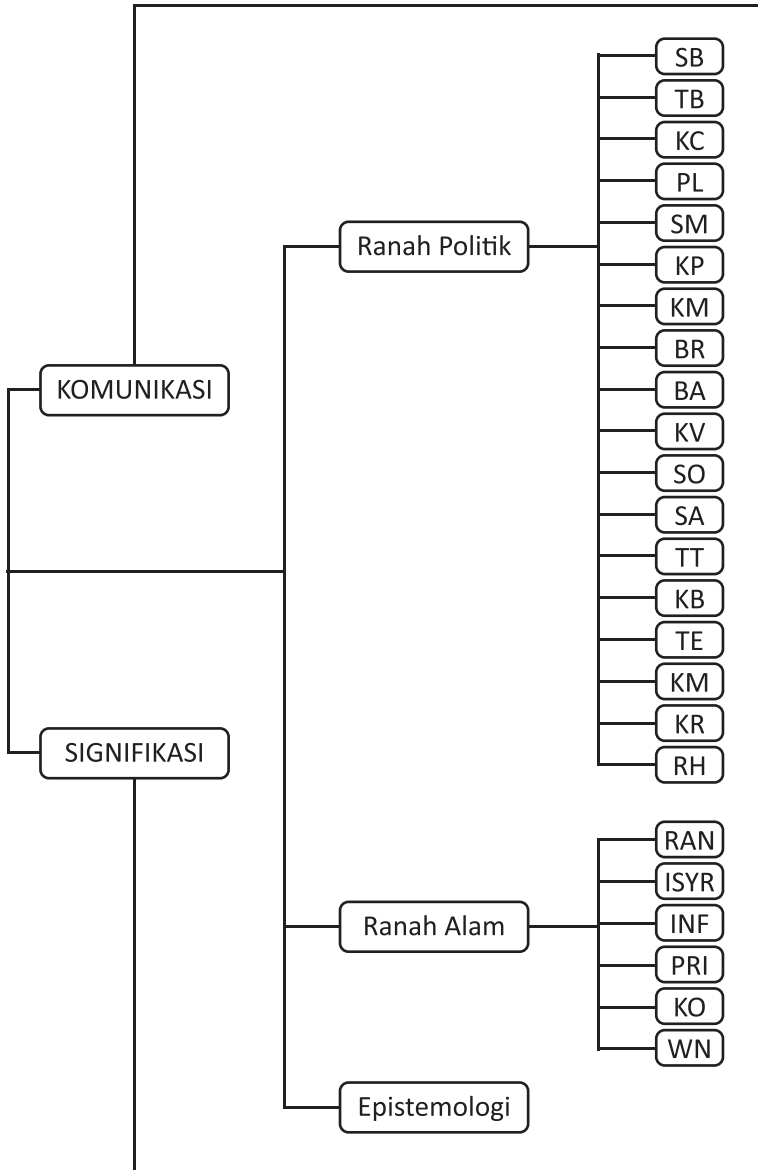 KOMUNIKASI
SIGNIFIKASI
Ranah Politik
SB
TB
KC
PL
SM
KP
KM
BR
BA
KV
SO
SA
TT
KB
TE
KM
KR
RH
Ranah Alam
RAN
ISYR
INF
PRI
KO
WN
Epistemologi